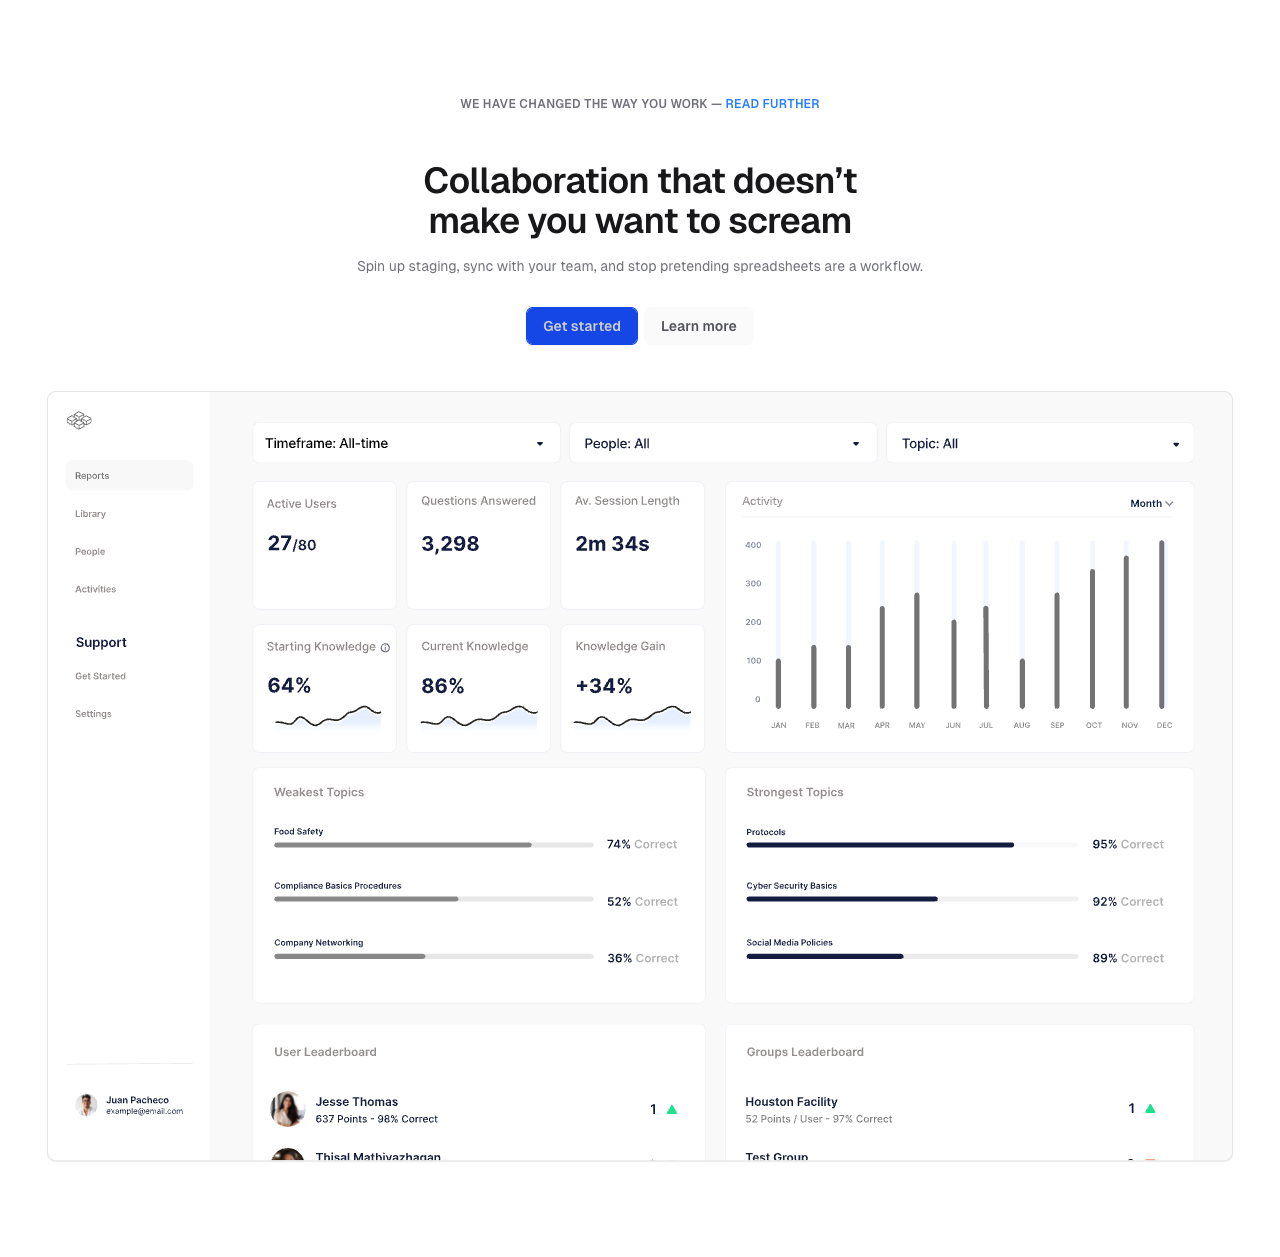 WE HAVE CHANGED THE WAY YOU WORK — READ FURTHER
Collaboration that doesn’t
make you want to scream
Spin up staging, sync with your team, and stop pretending spreadsheets are a workflow.
Get started
Learn more
Reports
Library
People
Activities
Support
Get Started
Settings
Juan Pacheco
example@email.com
Timeframe: All-time
People: All
Topic: All
Active Users
27/80
Questions Answered
3,298
Av. Session Length
2m 34s
Starting Knowledge
64%
Current Knowledge
86%
Knowledge Gain
+34%
Activity
Month
400
300
200
100
0
JAN FEB MAR APR MAY JUN JUL AUG SEP OCT NOV DEC
Weakest Topics
Food Safety
74% Correct
Compliance Basics Procedures
52% Correct
Company Networking
36% Correct
Strongest Topics
Protocols
95% Correct
Cyber Security Basics
92% Correct
Social Media Policies
89% Correct
User Leaderboard
Jesse Thomas
637 Points - 98% Correct
1
Thisal Mathiyazhagan
Groups Leaderboard
Houston Facility
52 Points / User - 97% Correct
1
Test Group